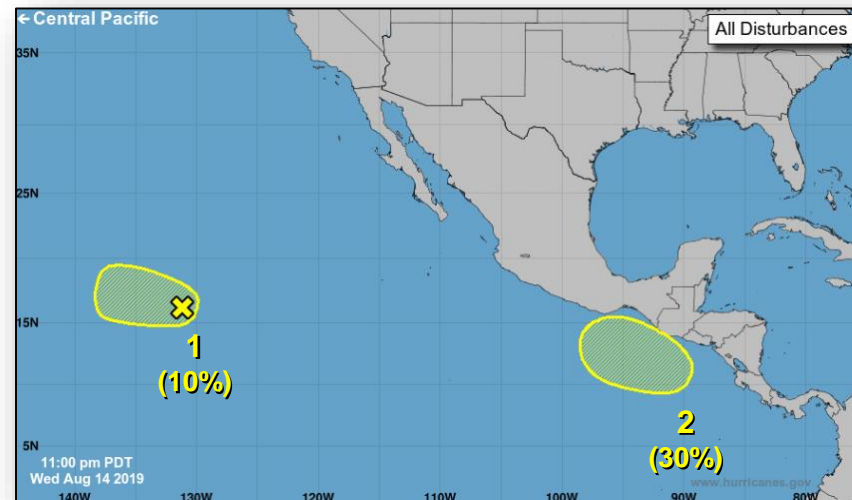 ← Central Pacific
All Disturbances
35N
25N
15N
5N
1
(10%)
2
(30%)
11:00 pm PDT
Wed Aug 14 2019
www.hurricanes.gov
140W 130W 120W 110W 100W 90W 80W